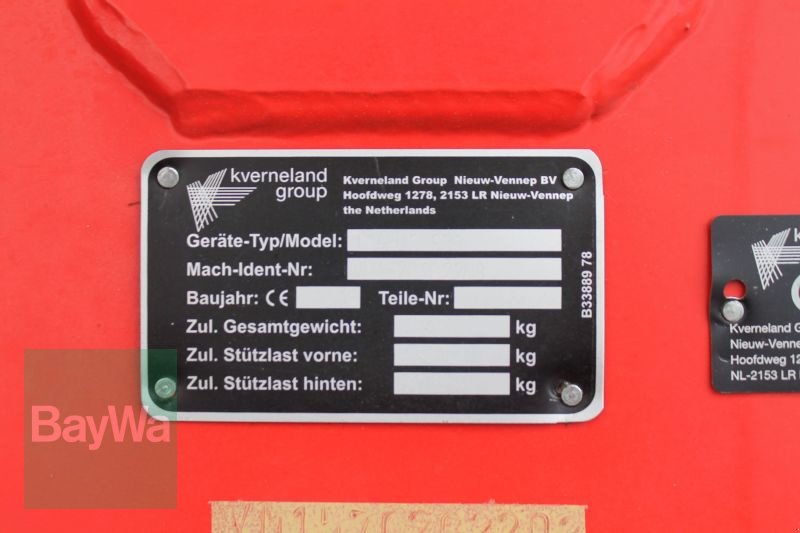 kverneland
group
Kverneland Group Nieuw-Vennep BV
Hoofdweg 1278, 2153 LR Nieuw-Vennep
the Netherlands
Geräte-Typ/Model:
Mach-Ident-Nr:
Baujahr: CE Teile-Nr:
Zul. Gesamtgewicht: kg
Zul. Stützlast vorne: kg
Zul. Stützlast hinten: kg
B33889 78
Kverneland
Nieuw-Venne
Hoofdweg 12
NL-2153 LR
BayWa